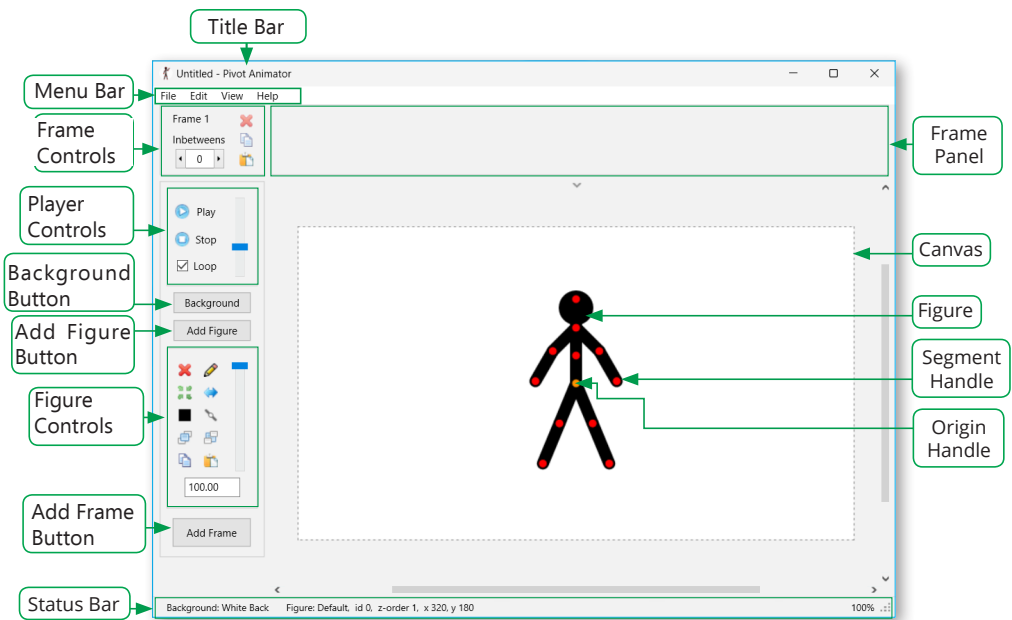 Title Bar
Untitled - Pivot Animator
Menu Bar
File Edit View Help
Frame 1
Inbetweens
0
Frame
Controls
Frame
Panel
Player
Controls
Play
Stop
Loop
Canvas
Background
Button
Background
Add Figure
Button
Add Figure
Figure
Segment
Handle
Figure
Controls
Origin
Handle
100.00
Add Frame
Button
Add Frame
Status Bar
Background: White Back Figure: Default, id 0, z-order 1, x 320, y 180 100%